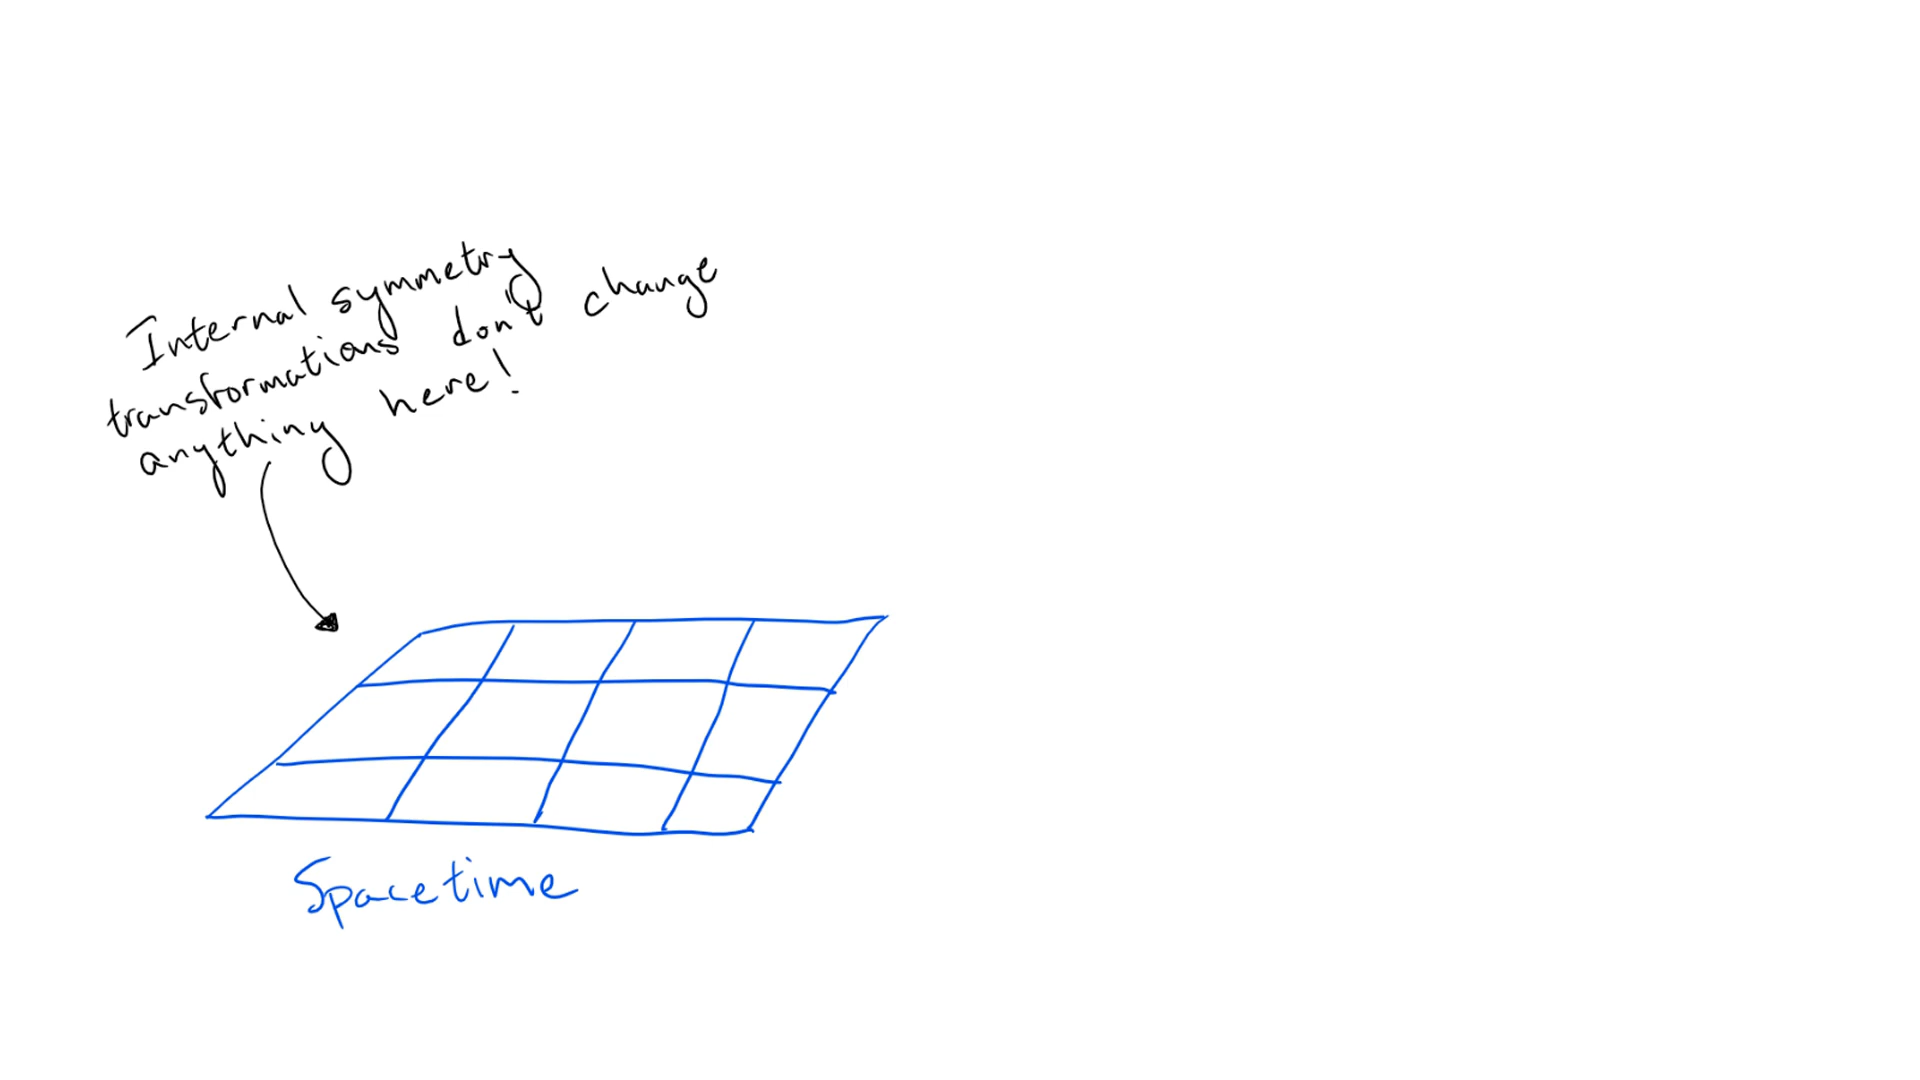 Internal symmetry
transformations don't change
anything here!
Spacetime